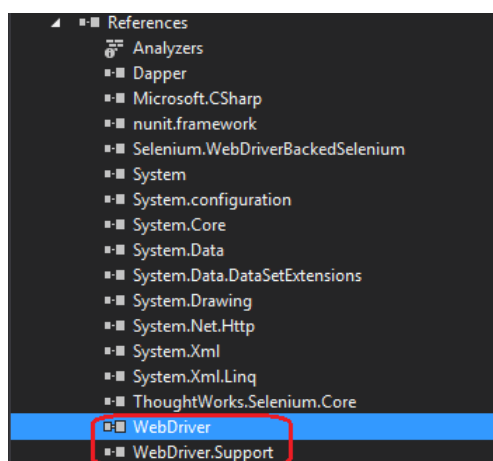 References
Analyzers
Dapper
Microsoft.CSharp
nunit.framework
Selenium.WebDriverBackedSelenium
System
System.configuration
System.Core
System.Data
System.Data.DataSetExtensions
System.Drawing
System.Net.Http
System.Xml
System.Xml.Linq
ThoughtWorks.Selenium.Core
WebDriver
WebDriver.Support